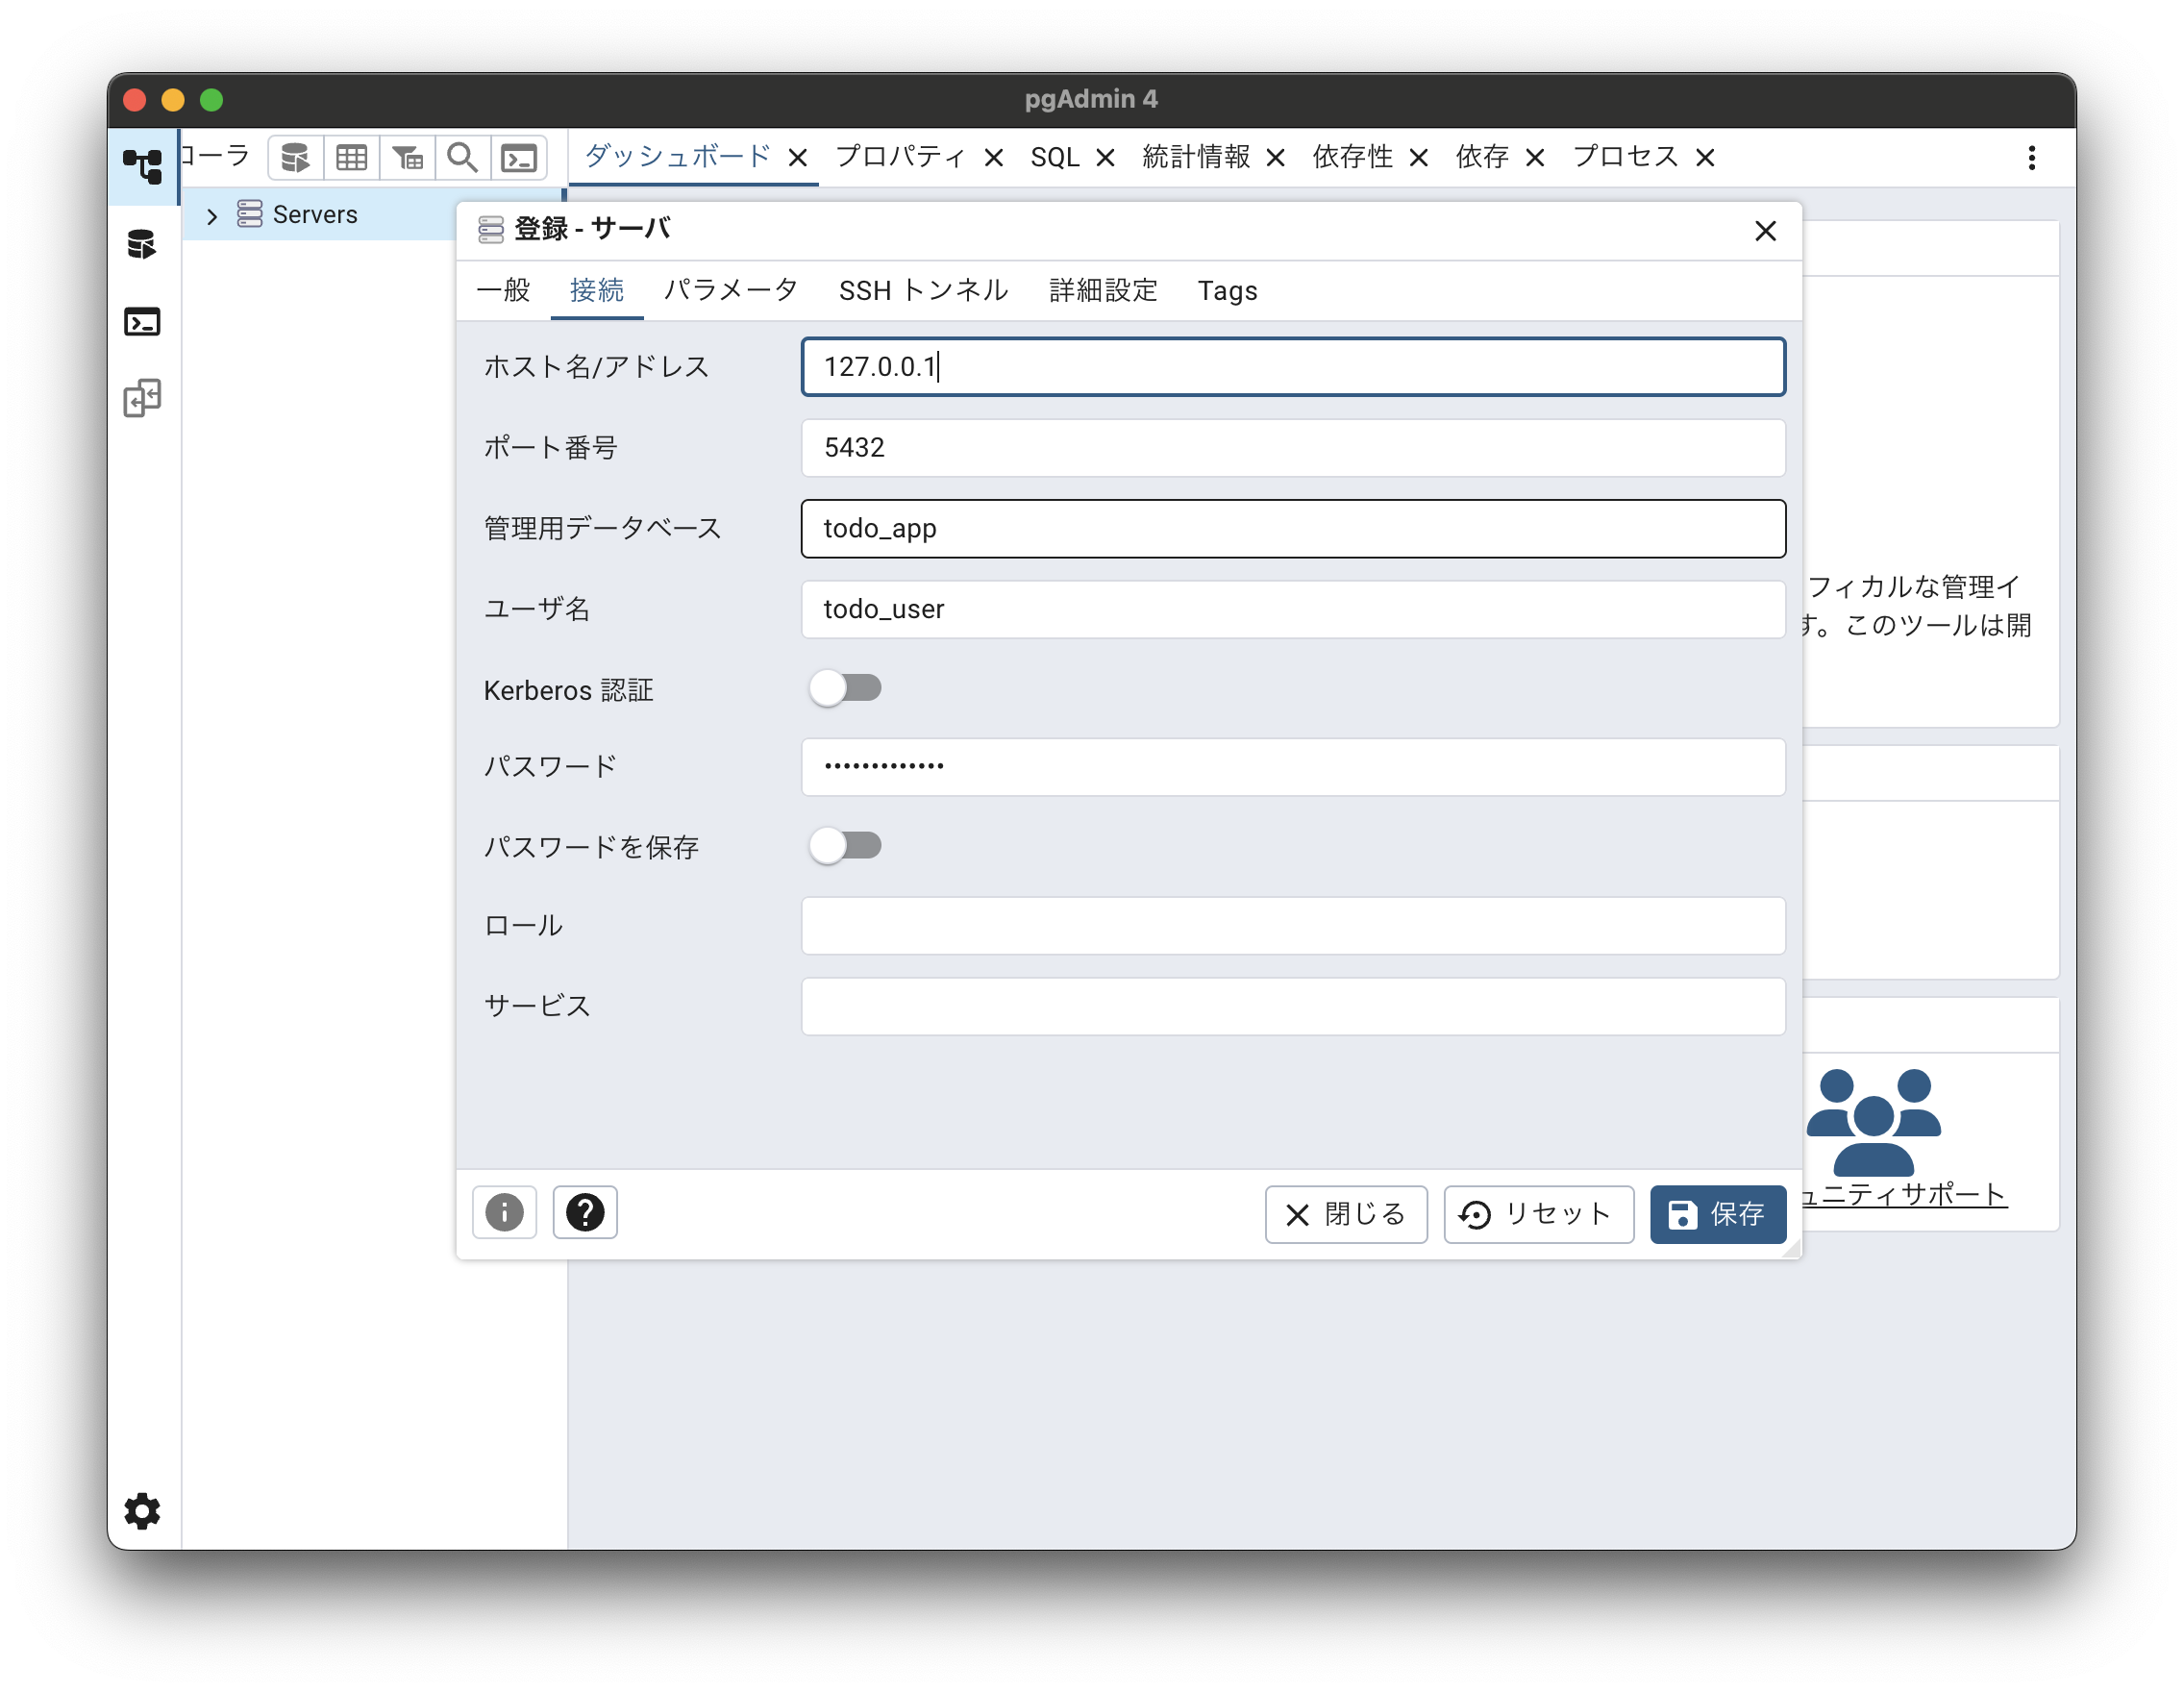 pgAdmin 4
ローラ
ダッシュボード プロパティ SQL 統計情報 依存性 依存 プロセス
Servers
登録 - サーバ
一般 接続 パラメータ SSH トンネル 詳細設定 Tags
ホスト名/アドレス 127.0.0.1
ポート番号 5432
管理用データベース todo_app
ユーザ名 todo_user
Kerberos 認証
パスワード •••••••••••••
パスワードを保存
ロール
サービス
閉じる リセット 保存
フィカルな管理イ
す。このツールは開
ュニティサポート